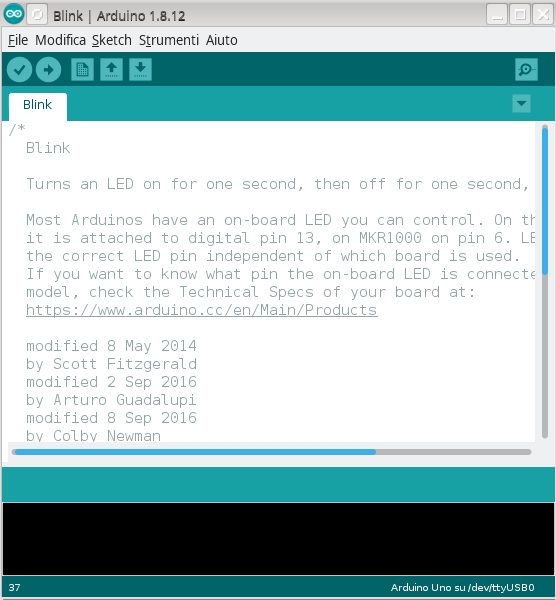 Blink | Arduino 1.8.12
File Modifica Sketch Strumenti Aiuto
Blink
/*
Blink
Turns an LED on for one second, then off for one second,
Most Arduinos have an on-board LED you can control. On th
it is attached to digital pin 13, on MKR1000 on pin 6. LE
the correct LED pin independent of which board is used.
If you want to know what pin the on-board LED is connecte
model, check the Technical Specs of your board at:
https://www.arduino.cc/en/Main/Products
modified 8 May 2014
by Scott Fitzgerald
modified 2 Sep 2016
by Arturo Guadalupi
modified 8 Sep 2016
by Colby Newman
37
Arduino Uno su /dev/ttyUSB0